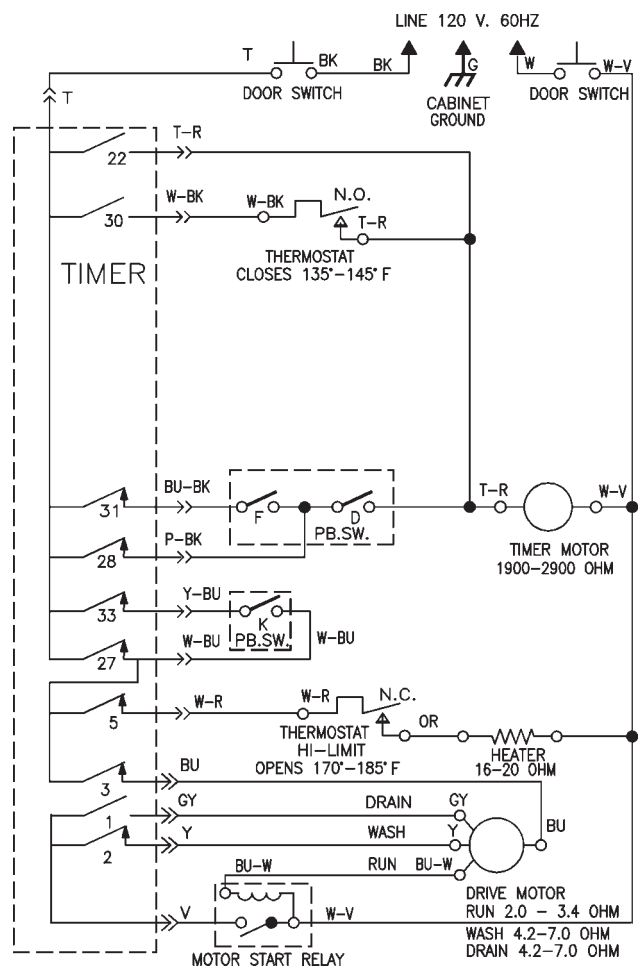 LINE 120 V. 60HZ
T
BK
BK
G
W
W-V
DOOR SWITCH
CABINET
GROUND
DOOR SWITCH
T
T-R
22
W-BK
W-BK
N.O.
30
T-R
TIMER
THERMOSTAT
CLOSES 135°-145°F
BU-BK
31
F
D
PB.SW.
T-R
W-V
P-BK
28
TIMER MOTOR
1900-2900 OHM
Y-BU
33
K
PB.SW.
W-BU
W-BU
27
W-R
W-R
N.C.
5
THERMOSTAT
HI-LIMIT
OPENS 170°-185°F
OR
HEATER
16-20 OHM
BU
3
GY
DRAIN
GY
1
Y
WASH
Y
BU
2
BU-W
RUN
BU-W
V
W-V
DRIVE MOTOR
RUN 2.0 - 3.4 OHM
WASH 4.2-7.0 OHM
DRAIN 4.2-7.0 OHM
MOTOR START RELAY